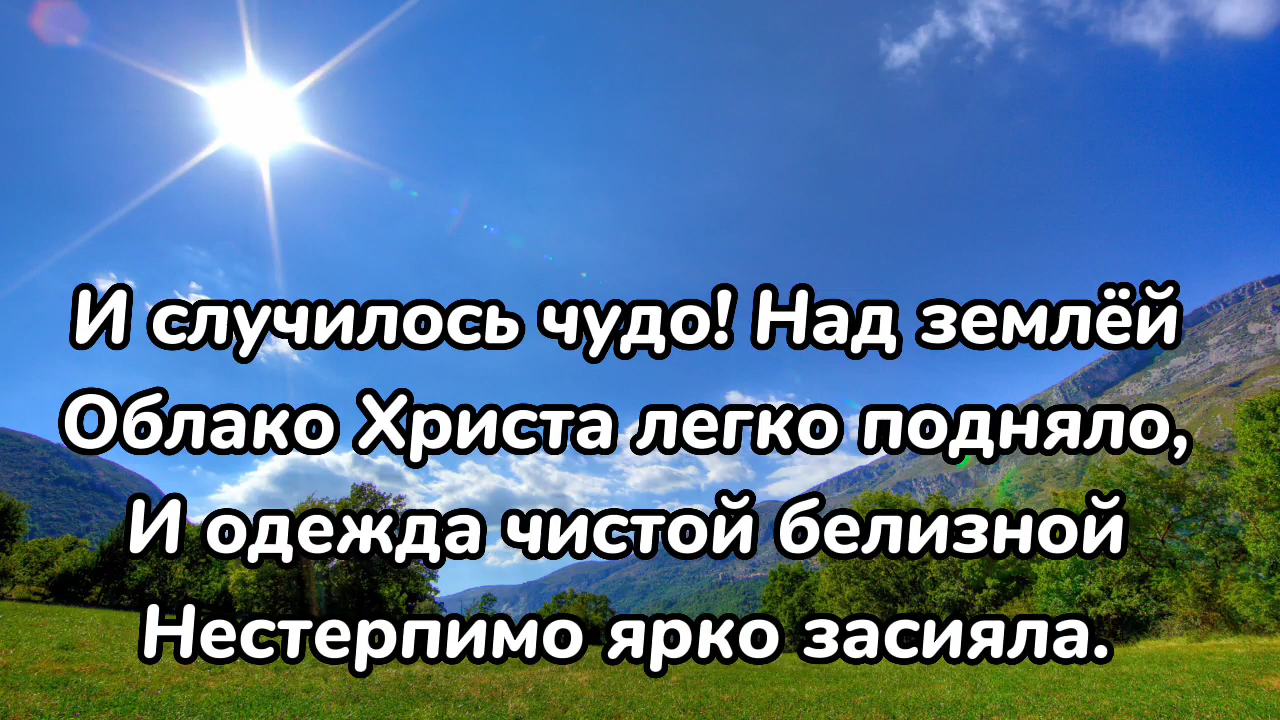 И случилось чудо! Над землёй
Облако Христа легко подняло,
И одежда чистой белизной
Нестерпимо ярко засияла.